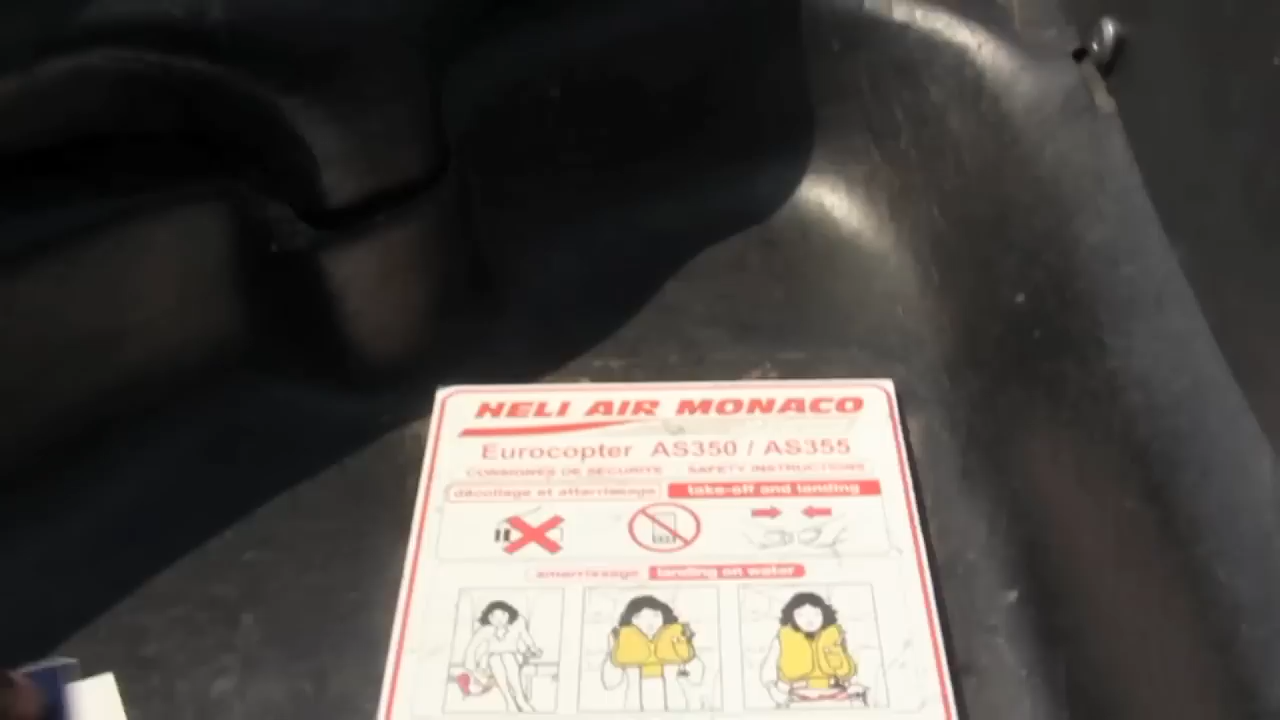 HELI AIR MONACO
Eurocopter AS350 / AS355
CONSIGNES DE SECURITE SAFETY INSTRUCTIONS
décollage et atterrissage take-off and landing
amerrissage landing on water